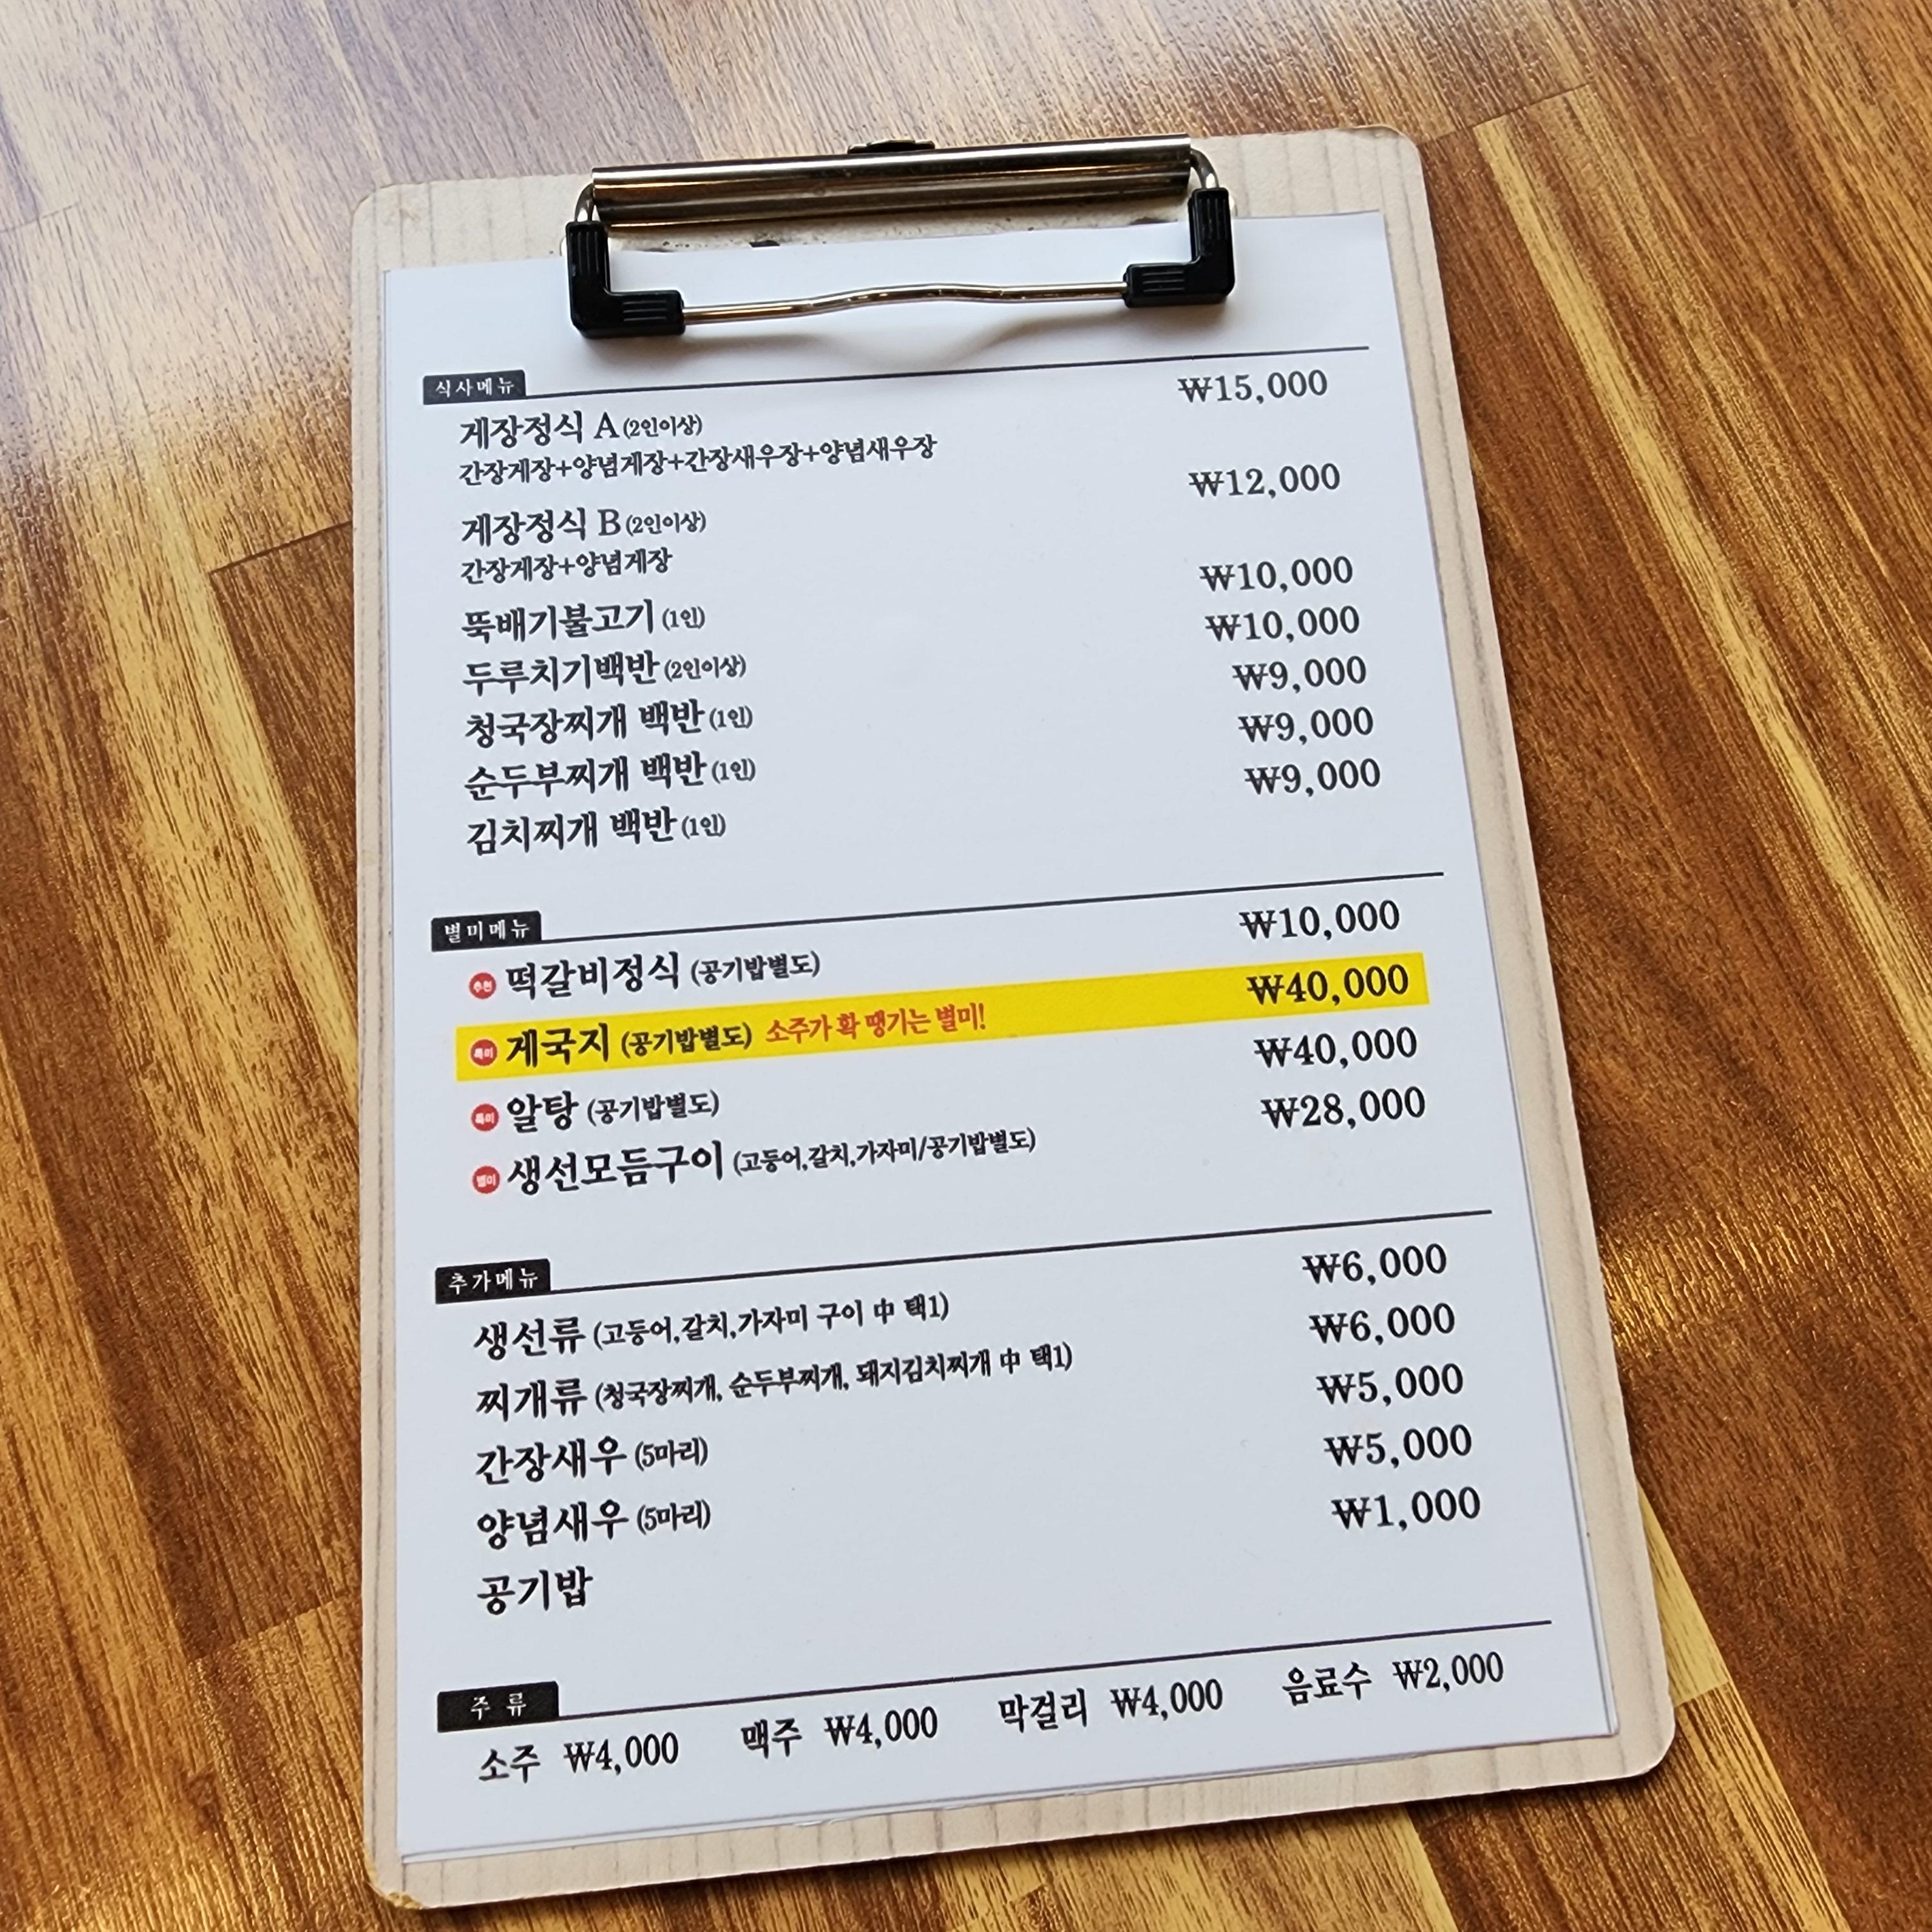 식사메뉴
게장정식 A (2인이상) ₩15,000
간장게장+양념게장+간장새우장+양념새우장
게장정식 B (2인이상) ₩12,000
간장게장+양념게장
뚝배기불고기 (1인) ₩10,000
두루치기백반 (2인이상) ₩10,000
청국장찌개 백반 (1인) ₩9,000
순두부찌개 백반 (1인) ₩9,000
김치찌개 백반 (1인) ₩9,000
별미메뉴
추천 떡갈비정식 (공기밥별도) ₩10,000
특미 게국지 (공기밥별도) 소주가 확 땡기는 별미! ₩40,000
특미 알탕 (공기밥별도) ₩40,000
별미 생선모듬구이 (고등어,갈치,가자미/공기밥별도) ₩28,000
추가메뉴
생선류 (고등어,갈치,가자미 구이 中 택1) ₩6,000
찌개류 (청국장찌개, 순두부찌개, 돼지김치찌개 中 택1) ₩6,000
간장새우 (5마리) ₩5,000
양념새우 (5마리) ₩5,000
공기밥 ₩1,000
주 류
소주 ₩4,000 맥주 ₩4,000 막걸리 ₩4,000 음료수 ₩2,000